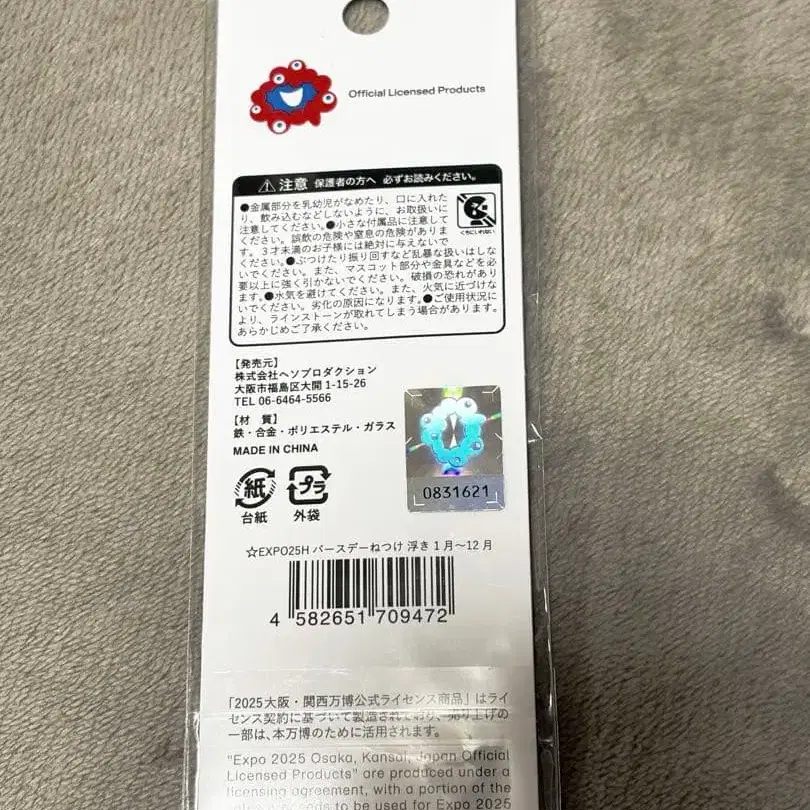 Official Licensed Products
注意 保護者の方へ 必ずお読みください。
●金属部分を乳幼児がなめたり、口に入れた
り、飲み込むなどしないように、お取扱いに
注意してください。●小さな付属品に注意して
ください。誤飲の危険や窒息の危険がありま
す。3才未満のお子様には絶対に与えないで
ください。●ぶつけたり振り回すなど乱暴な扱いはしな
いでください。また、マスコット部分や金具などを必
要以上に強く引かないでください。破損の恐れがあり
ます。●水気を避けてください。また、火気に近づけな
いでください。劣化の原因になります。●ご使用状況に
より、ラインストーンが取れてしまう場合があります。
あらかじめご了承ください。
くちにいれない
【発売元】
株式会社ヘソプロダクション
大阪市福島区大開1-15-26
TEL 06-6464-5566
【材 質】
鉄・合金・ポリエステル・ガラス
MADE IN CHINA
紙 プラ
台紙 外袋
0831621
☆EXPO25H バースデーねつけ 浮き 1月〜12月
4 582651 709472
「2025大阪・関西万博公式ライセンス商品」はライ
センス契約に基づいて製造されており、売り上げの
一部は、本万博のために活用されます。
"Expo 2025 Osaka, Kansai, Japan Official
Licensed Products" are produced under a
licensing agreement, with a portion of the
to be used for Expo 2025